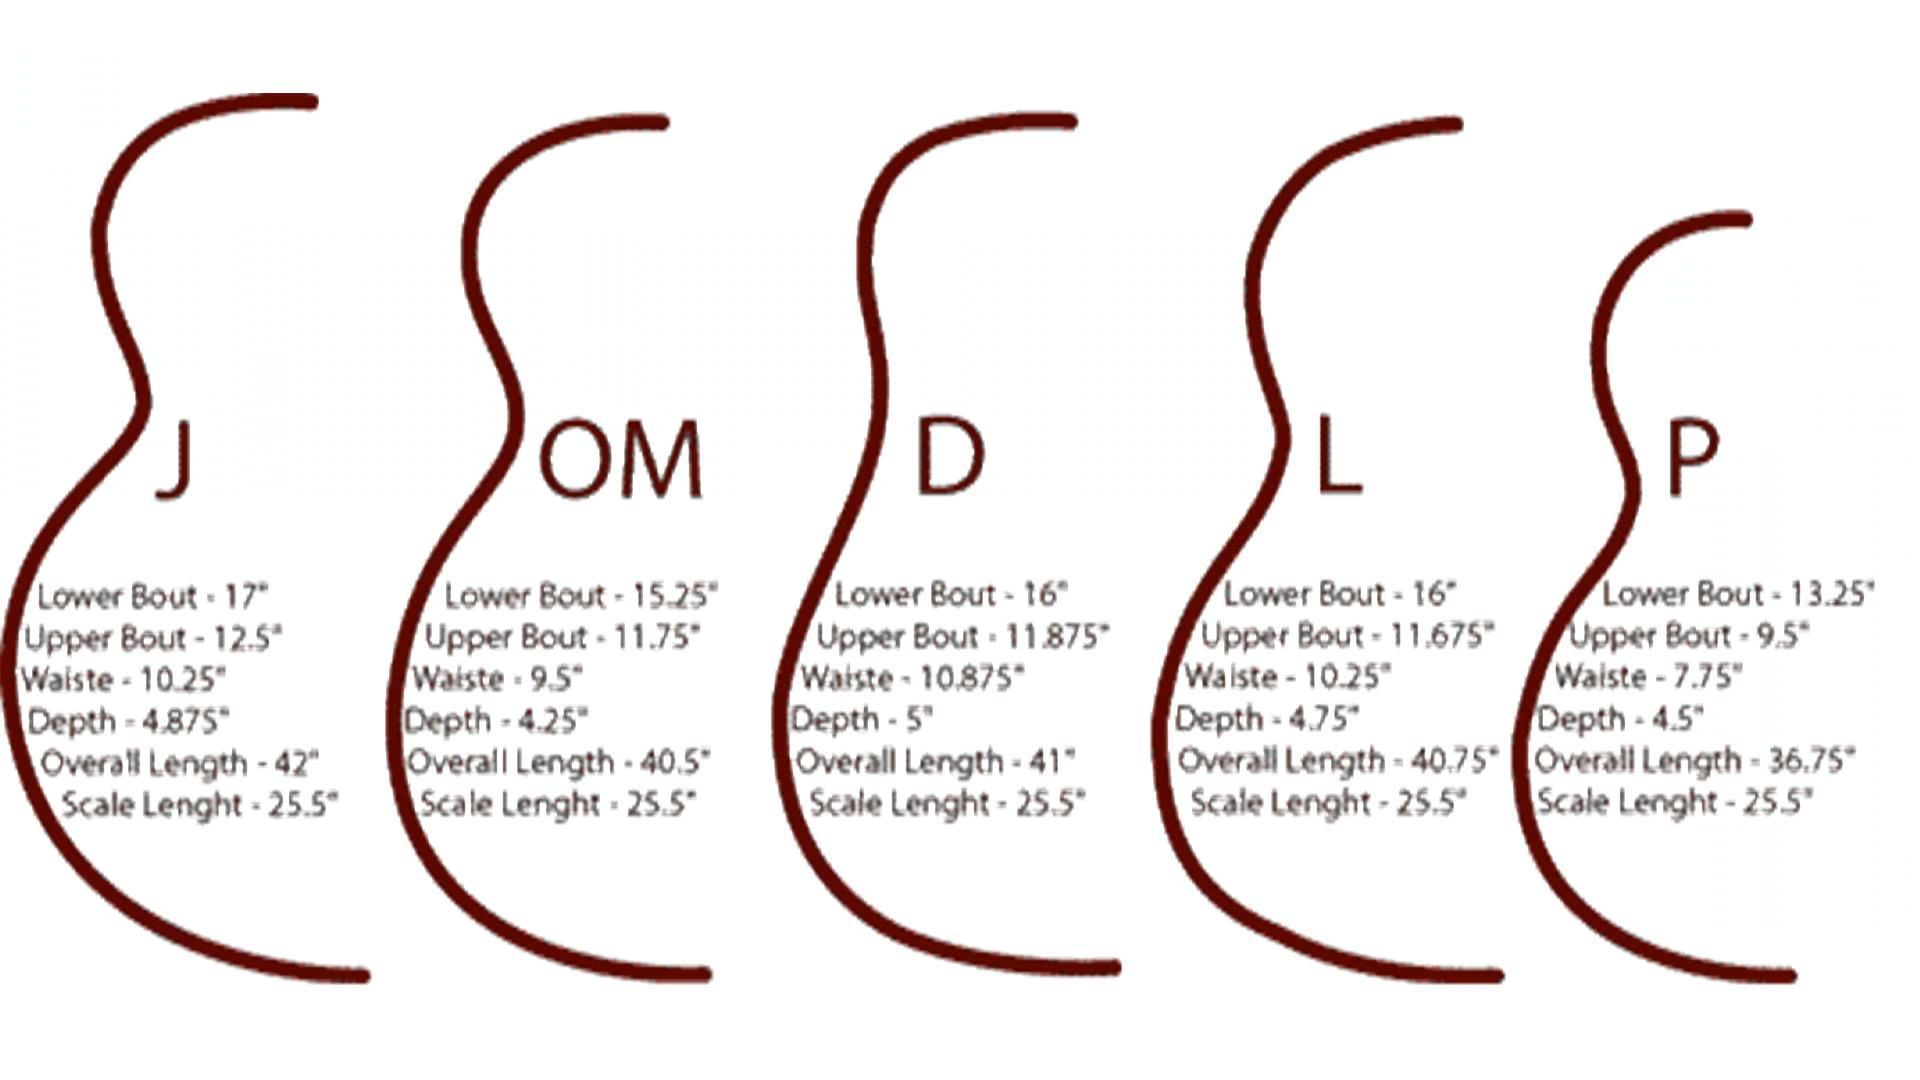 J
Lower Bout - 17"
Upper Bout - 12.5"
Waiste - 10.25"
Depth - 4.875"
Overall Length - 42"
Scale Lenght - 25.5"
OM
Lower Bout - 15.25"
Upper Bout - 11.75"
Waiste - 9.5"
Depth - 4.25"
Overall Length - 40.5"
Scale Lenght - 25.5"
D
Lower Bout - 16"
Upper Bout - 11.875"
Waiste - 10.875"
Depth - 5"
Overall Length - 41"
Scale Lenght - 25.5"
L
Lower Bout - 16"
Upper Bout - 11.675"
Waiste - 10.25"
Depth - 4.75"
Overall Length - 40.75"
Scale Lenght - 25.5"
P
Lower Bout - 13.25"
Upper Bout - 9.5"
Waiste - 7.75"
Depth - 4.5"
Overall Length - 36.75"
Scale Lenght - 25.5"